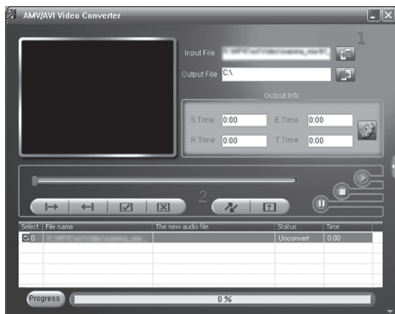 AMV/AVI Video Converter
1
Input File
Output File C:\
Output Info
S.Time 0:00 E.Time 0:00
R.Time 0:00 T.Time 0:00
2
Select File name The new audio file Status Time
0 Unconvert 0:00
Progress 0 %